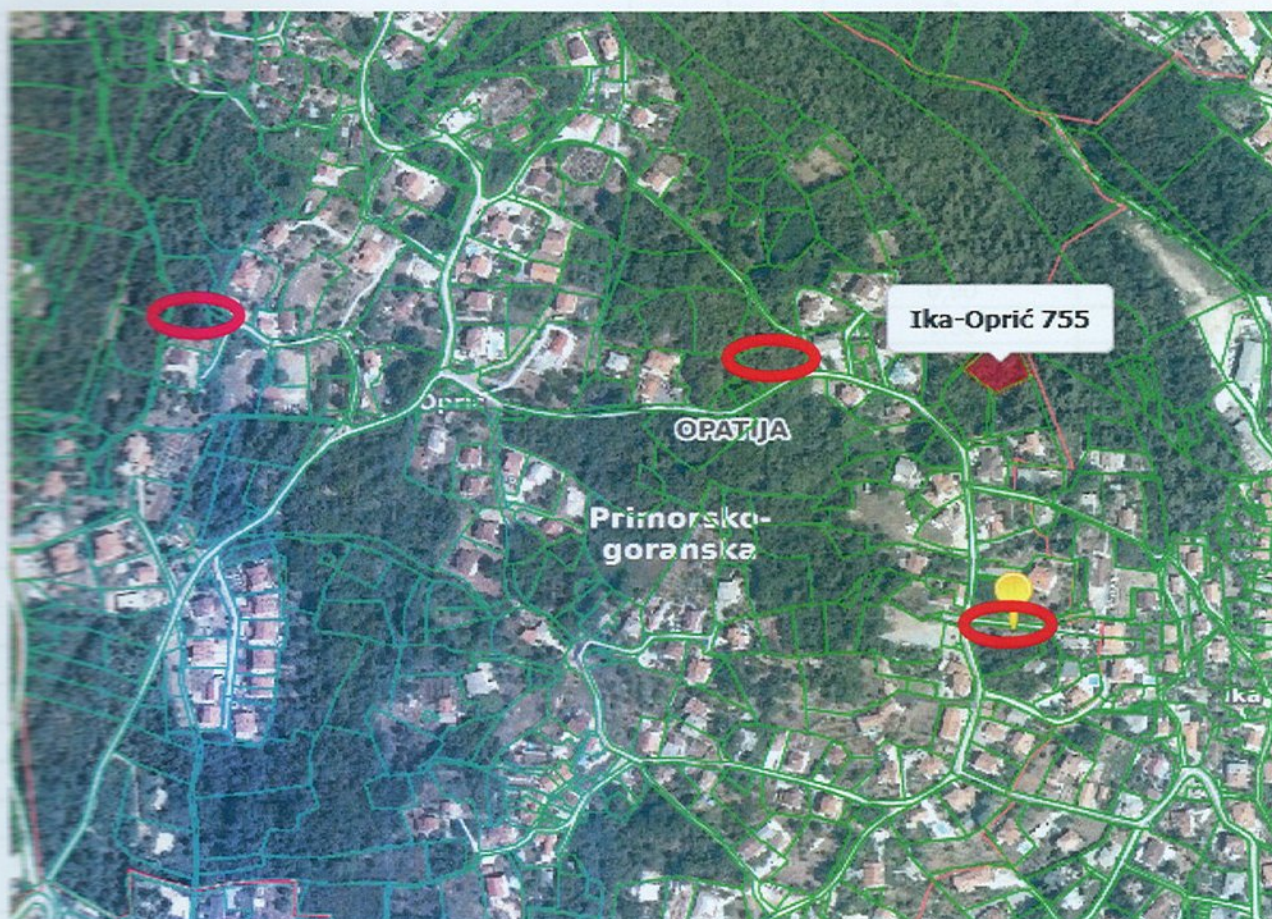 Ika-Oprić 755
Oprić
OPATIJA
Primorsko-
goranska
Ika